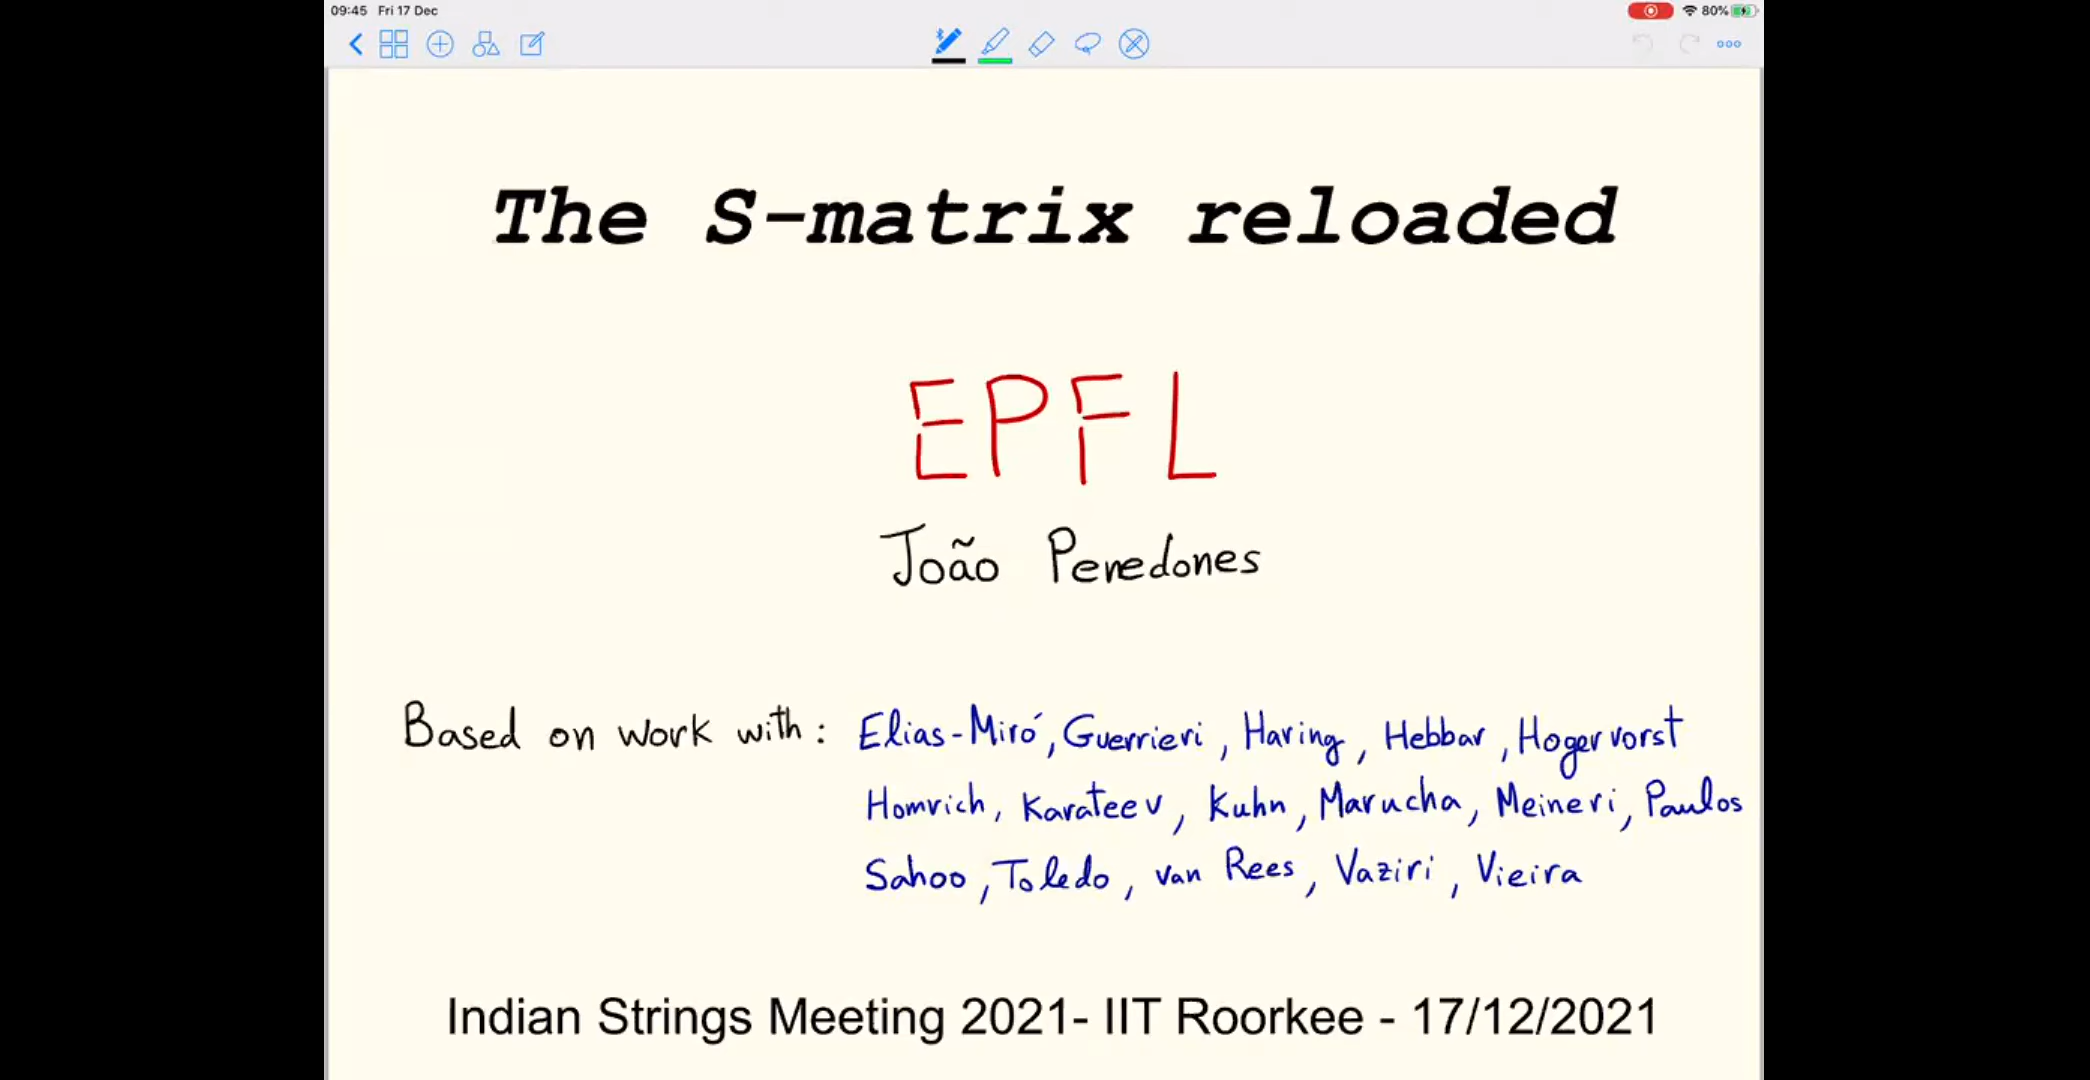 09:45 Fri 17 Dec
80%
The S-matrix reloaded
EPFL
João Penedones
Based on work with: Elias-Miró, Guerrieri, Haring, Hebbar, Hogervorst
Homrich, Karateev, Kuhn, Marucha, Meineri, Paulos
Sahoo, Toledo, van Rees, Vaziri, Vieira
Indian Strings Meeting 2021- IIT Roorkee - 17/12/2021